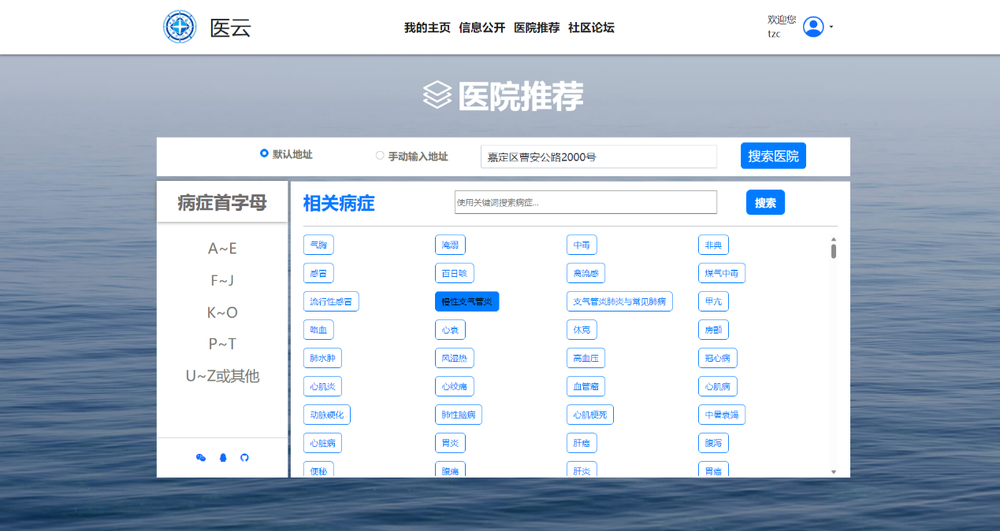 医云
我的主页 信息公开 医院推荐 社区论坛
欢迎您
tzc
医院推荐
默认地址 手动输入地址 嘉定区曹安公路2000号 搜索医院
病症首字母
A~E
F~J
K~O
P~T
U~Z或其他
相关病症 使用关键词搜索病症... 搜索
气胸 淹溺 中毒 非典
感冒 百日咳 禽流感 煤气中毒
流行性感冒 慢性支气管炎 支气管炎肺炎与常见肺病 甲亢
咯血 心衰 休克 房颤
肺水肿 风湿热 高血压 冠心病
心肌炎 心绞痛 血管瘤 心肌病
动脉硬化 肺性脑病 心肌梗死 中暑衰竭
心脏病 胃炎 肝癌 腹泻
便秘 腹痛 肝炎 胃癌